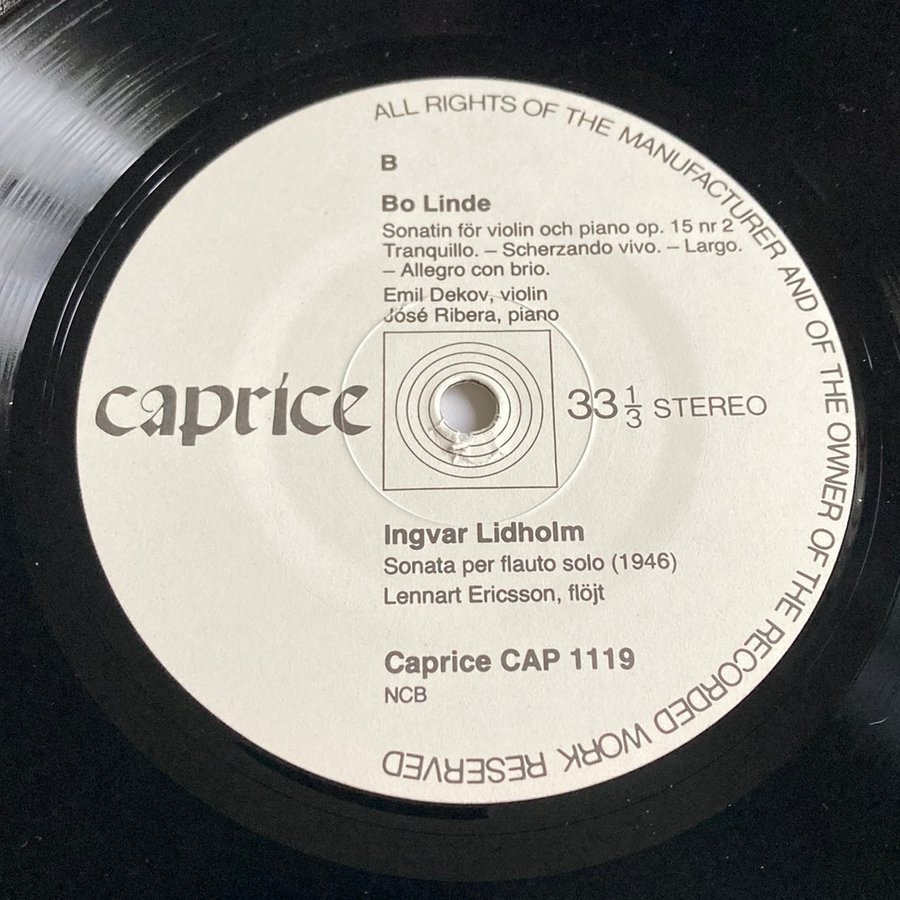 ALL RIGHTS OF THE MANUFACTURER AND OF THE OWNER OF THE RECORDED WORK RESERVED
B
Bo Linde
Sonatin för violin och piano op. 15 nr 2
Tranquillo. – Scherzando vivo. – Largo.
– Allegro con brio.
Emil Dekov, violin
José Ribera, piano
caprice
33 1/3 STEREO
Ingvar Lidholm
Sonata per flauto solo (1946)
Lennart Ericsson, flöjt
Caprice CAP 1119
NCB